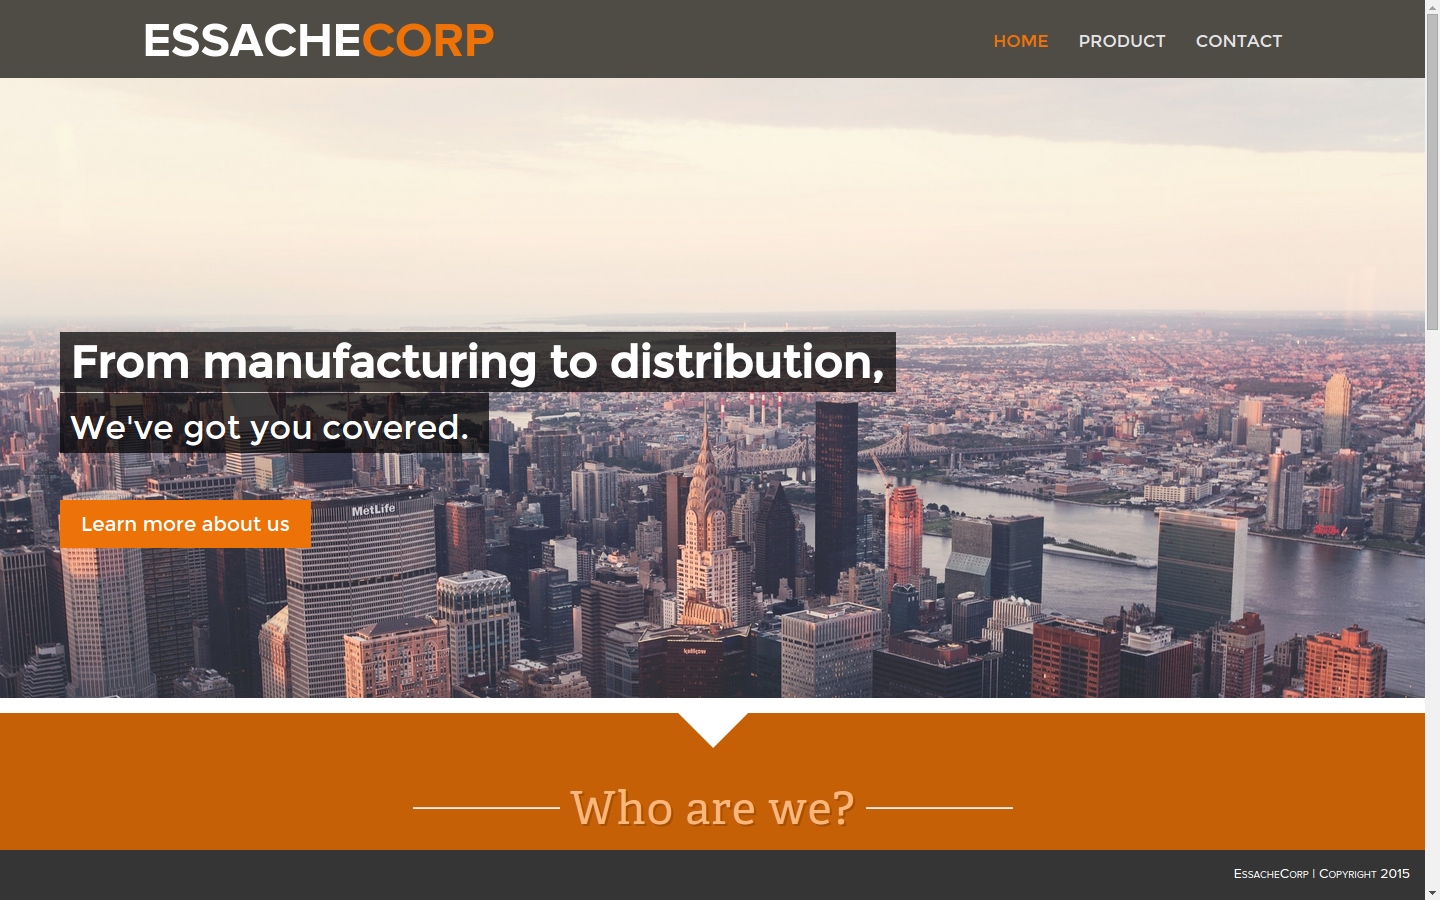 ESSACHECORP
HOME PRODUCT CONTACT
From manufacturing to distribution,
We've got you covered.
MetLife
Learn more about us
Who are we?
EssacheCorp | Copyright 2015